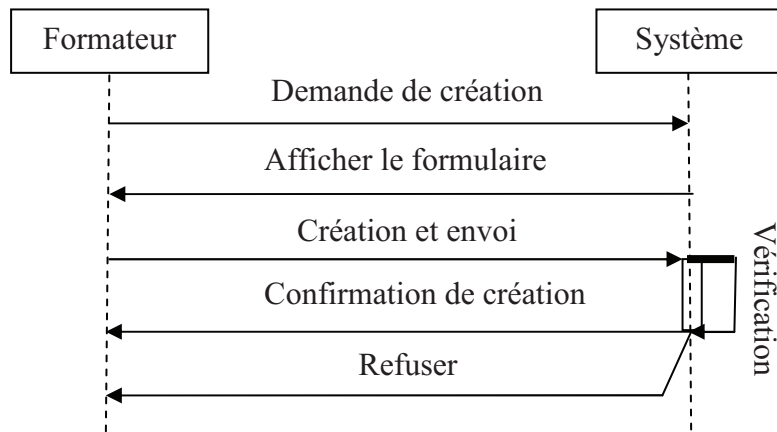 Formateur
Système
Demande de création
Afficher le formulaire
Création et envoi
Vérification
Confirmation de création
Refuser